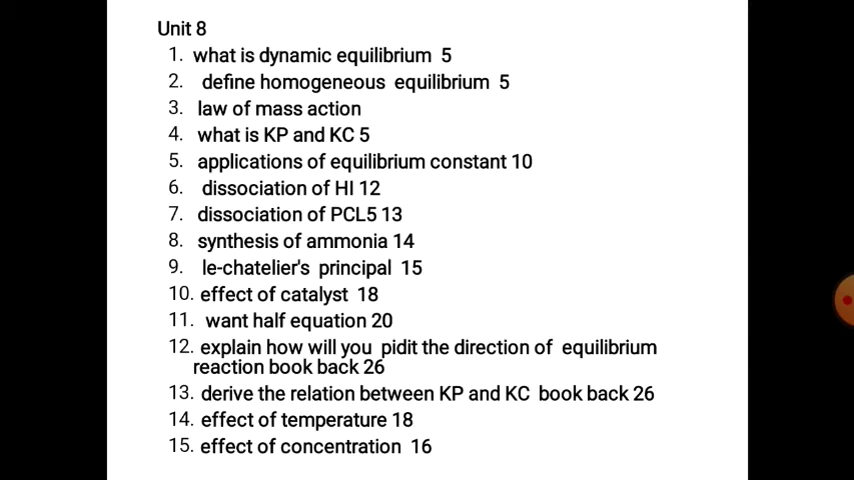 Unit 8
1. what is dynamic equilibrium 5
2. define homogeneous equilibrium 5
3. law of mass action
4. what is KP and KC 5
5. applications of equilibrium constant 10
6. dissociation of HI 12
7. dissociation of PCL5 13
8. synthesis of ammonia 14
9. le-chatelier's principal 15
10. effect of catalyst 18
11. want half equation 20
12. explain how will you pidit the direction of equilibrium
reaction book back 26
13. derive the relation between KP and KC book back 26
14. effect of temperature 18
15. effect of concentration 16